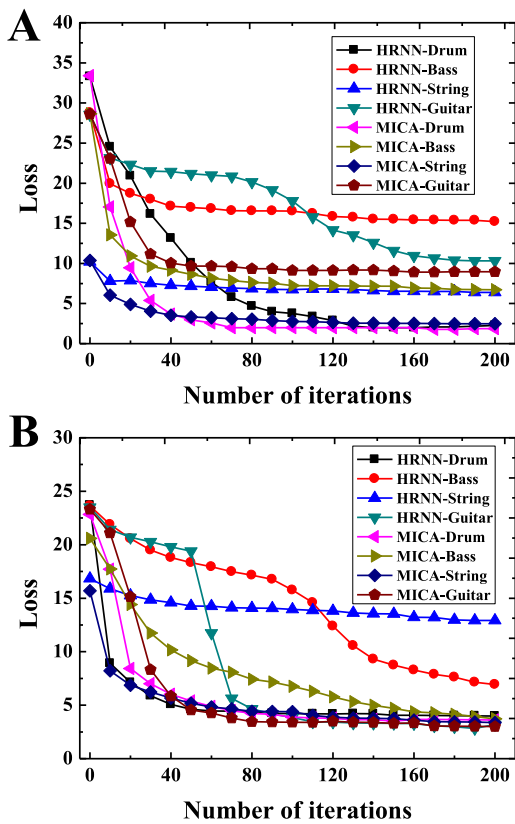 A
40
35
30
25
20
15
10
5
0
Loss
HRNN-Drum
HRNN-Bass
HRNN-String
HRNN-Guitar
MICA-Drum
MICA-Bass
MICA-String
MICA-Guitar
0 40 80 120 160 200
Number of iterations
B
30
25
20
15
10
5
0
Loss
HRNN-Drum
HRNN-Bass
HRNN-String
HRNN-Guitar
MICA-Drum
MICA-Bass
MICA-String
MICA-Guitar
0 40 80 120 160 200
Number of iterations